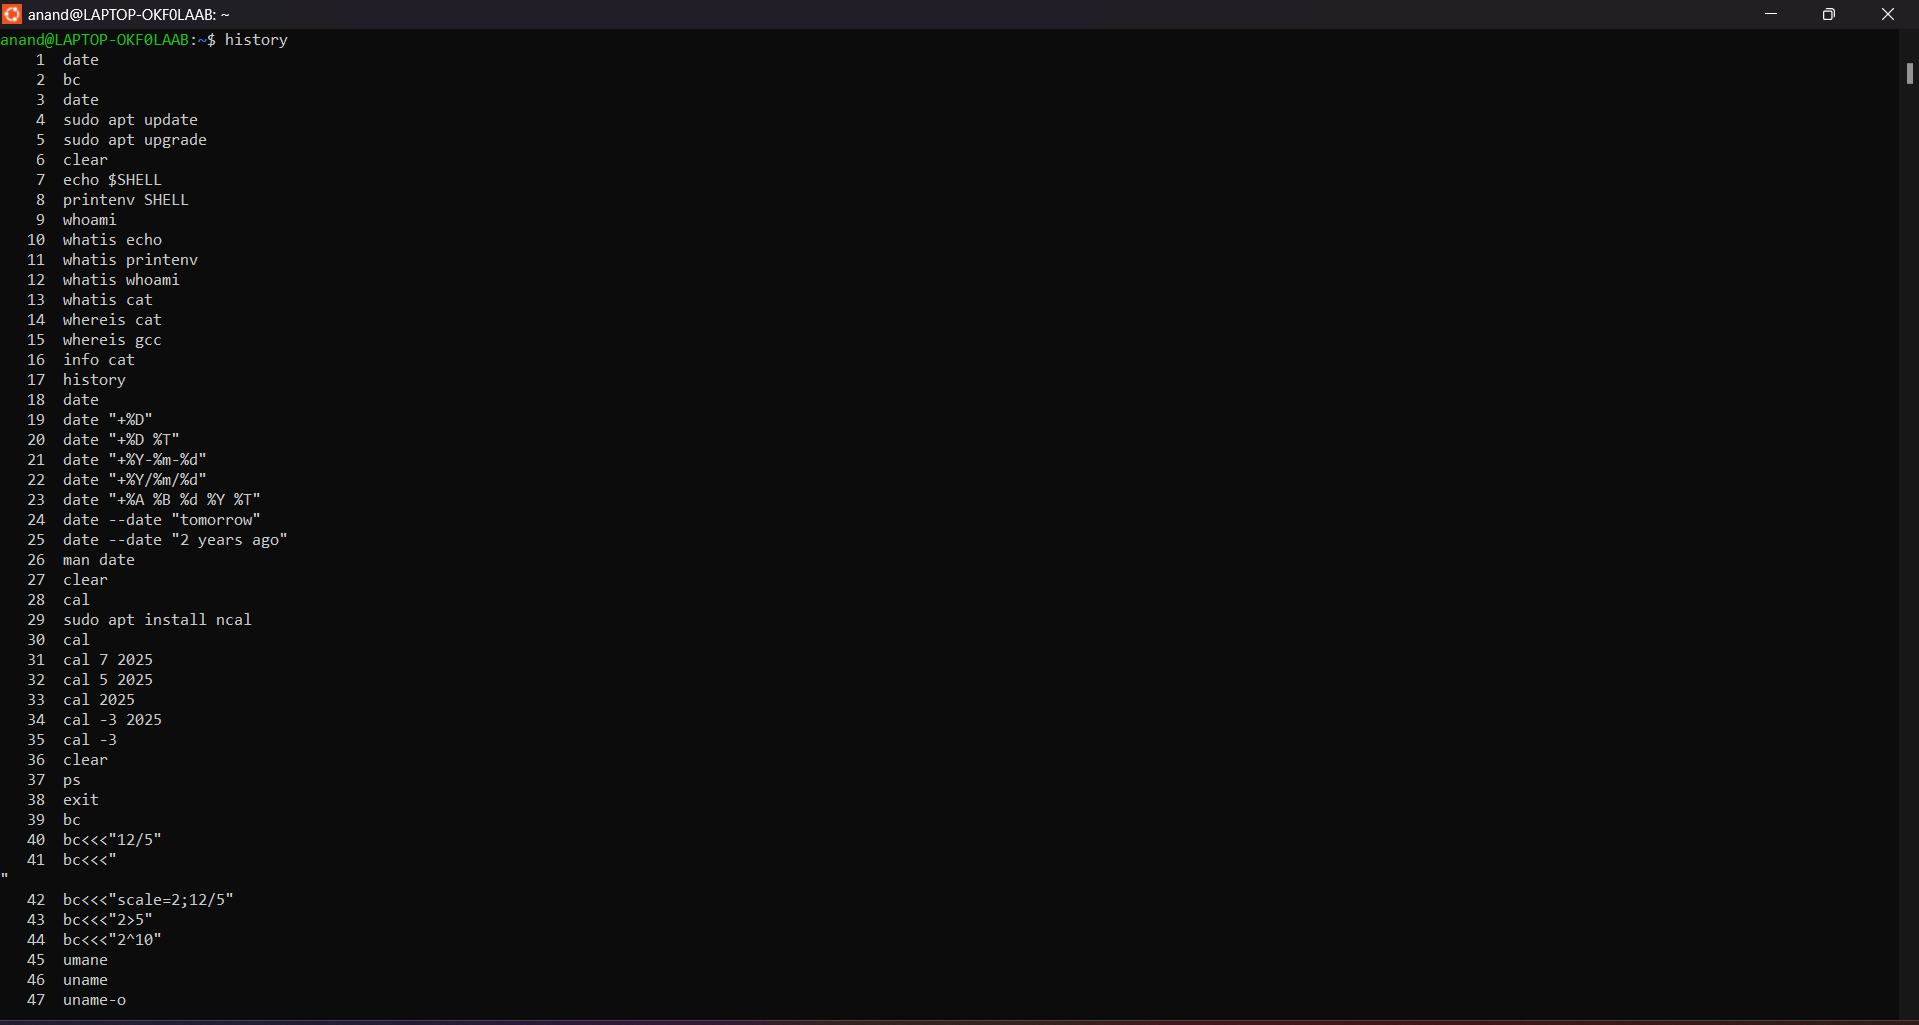 anand@LAPTOP-OKF0LAAB: ~
anand@LAPTOP-OKF0LAAB:~$ history
1 date
2 bc
3 date
4 sudo apt update
5 sudo apt upgrade
6 clear
7 echo $SHELL
8 printenv SHELL
9 whoami
10 whatis echo
11 whatis printenv
12 whatis whoami
13 whatis cat
14 whereis cat
15 whereis gcc
16 info cat
17 history
18 date
19 date "+%D"
20 date "+%D %T"
21 date "+%Y-%m-%d"
22 date "+%Y/%m/%d"
23 date "+%A %B %d %Y %T"
24 date --date "tomorrow"
25 date --date "2 years ago"
26 man date
27 clear
28 cal
29 sudo apt install ncal
30 cal
31 cal 7 2025
32 cal 5 2025
33 cal 2025
34 cal -3 2025
35 cal -3
36 clear
37 ps
38 exit
39 bc
40 bc<<<"12/5"
41 bc<<<"
"
42 bc<<<"scale=2;12/5"
43 bc<<<"2>5"
44 bc<<<"2^10"
45 umane
46 uname
47 uname-o